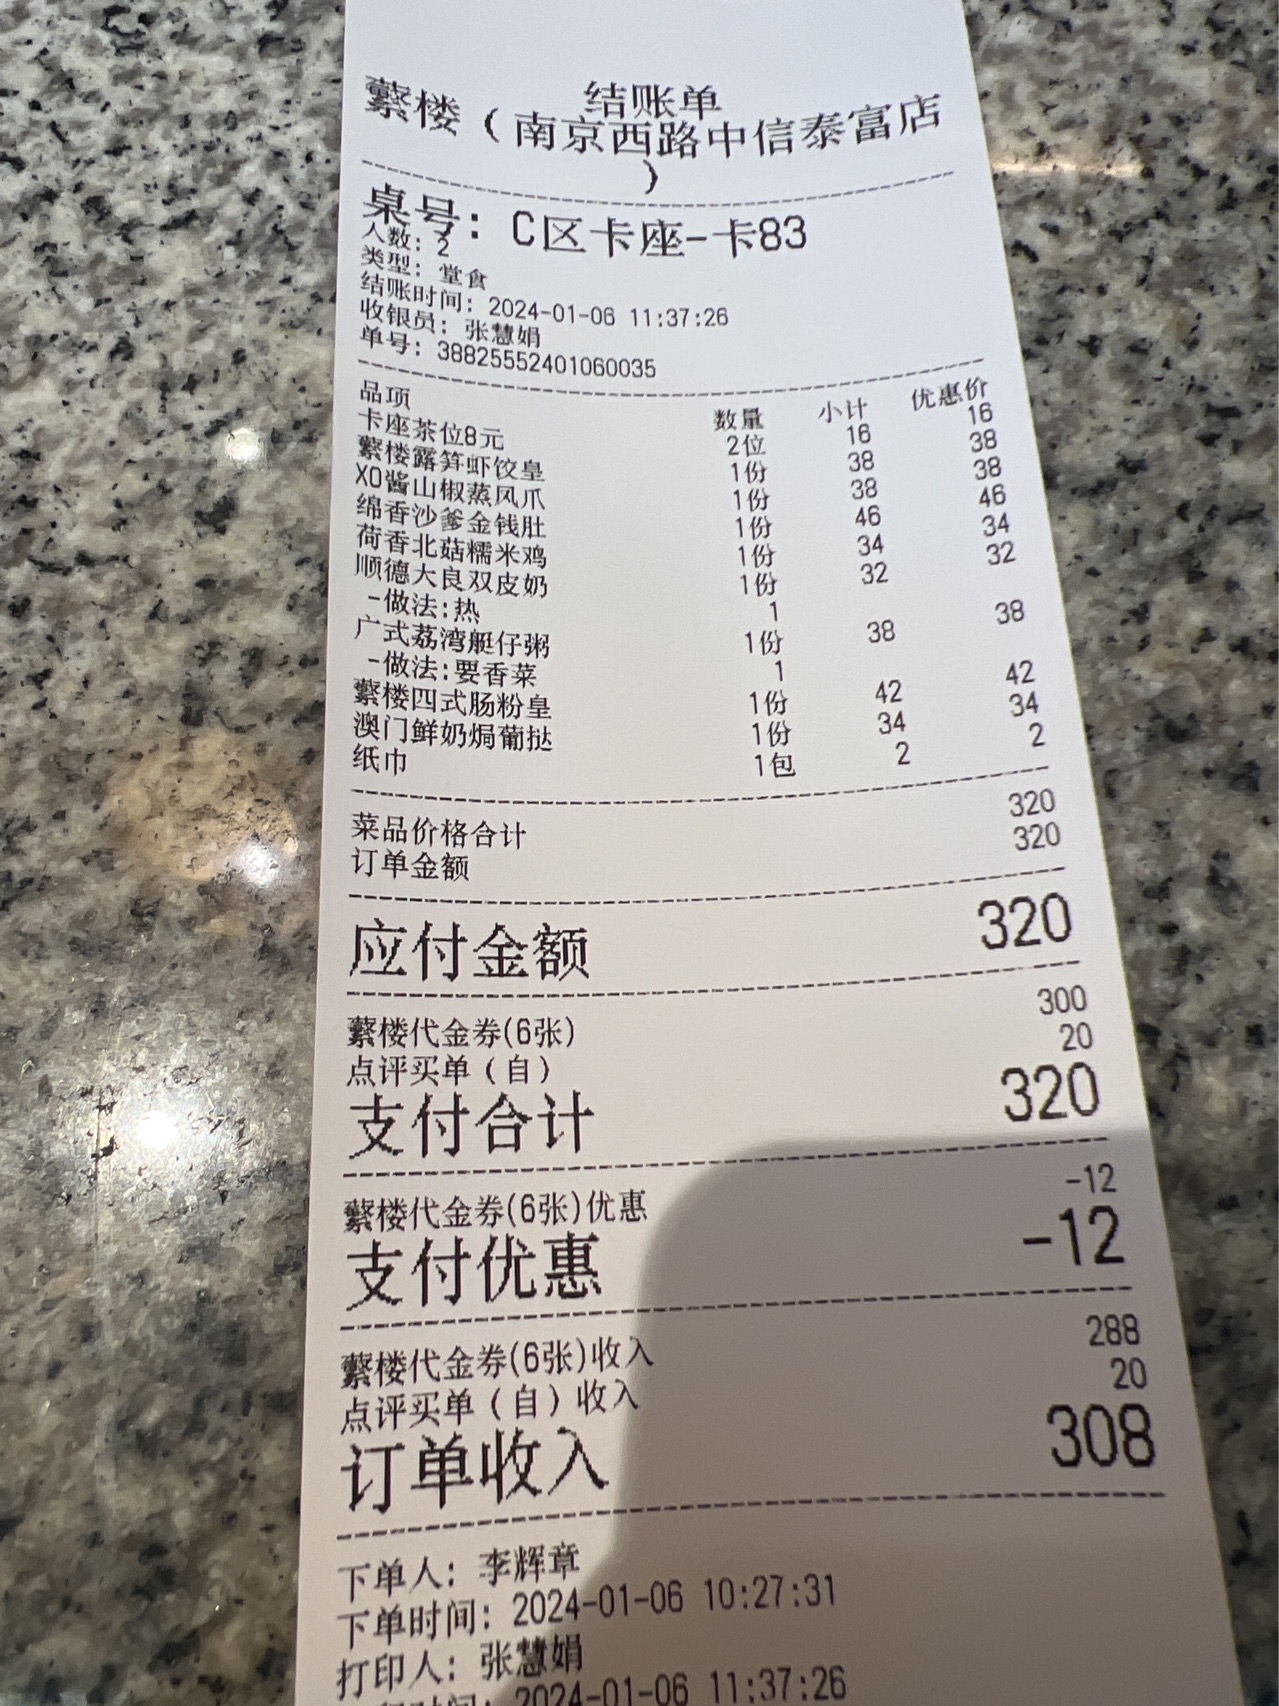 结账单
蘩楼（南京西路中信泰富店
）
桌号：C区卡座-卡83
人数：2
类型：堂食
结账时间：2024-01-06 11:37:26
收银员：张慧娟
单号：38825552401060035
品项 数量 小计 优惠价
卡座茶位8元 2位 16 16
蘩楼露笋虾饺皇 1份 38 38
XO酱山椒蒸凤爪 1份 38 38
绵香沙爹金钱肚 1份 46 46
荷香北菇糯米鸡 1份 34 34
顺德大良双皮奶 1份 32 32
-做法:热 1
广式荔湾艇仔粥 1份 38 38
-做法:要香菜 1
蘩楼四式肠粉皇 1份 42 42
澳门鲜奶焗葡挞 1份 34 34
纸巾 1包 2 2
菜品价格合计 320
订单金额 320
应付金额 320
蘩楼代金券(6张) 300
点评买单（自） 20
支付合计 320
蘩楼代金券(6张)优惠 -12
支付优惠 -12
蘩楼代金券(6张)收入 288
点评买单（自）收入 20
订单收入 308
下单人：李辉章
下单时间：2024-01-06 10:27:31
打印人：张慧娟
时间：2024-01-06 11:37:26